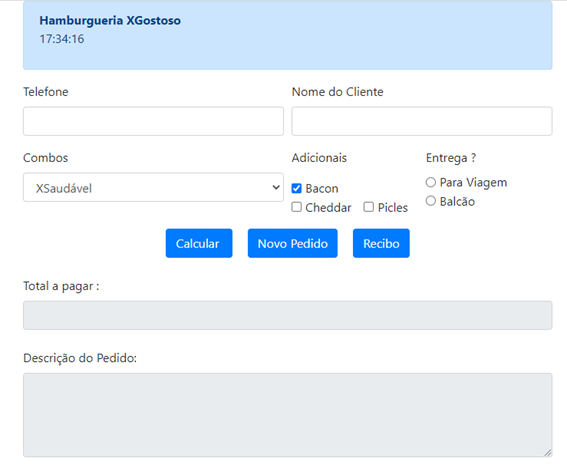 Hamburgueria XGostoso
17:34:16
Telefone Nome do Cliente
Combos Adicionais Entrega ?
XSaudável Bacon Para Viagem
Cheddar Picles Balcão
Calcular Novo Pedido Recibo
Total a pagar :
Descrição do Pedido: